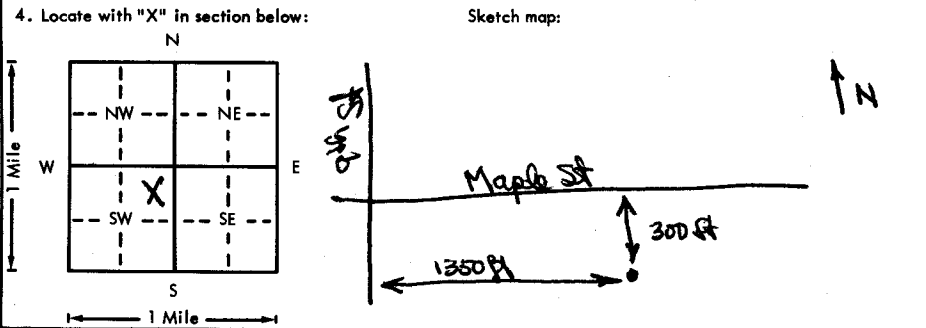 4. Locate with "X" in section below:
Sketch map:
N
NW NE
W E
X
SW SE
S
1 Mile
1 Mile
St
Maple St
300 ft
1350 ft
N